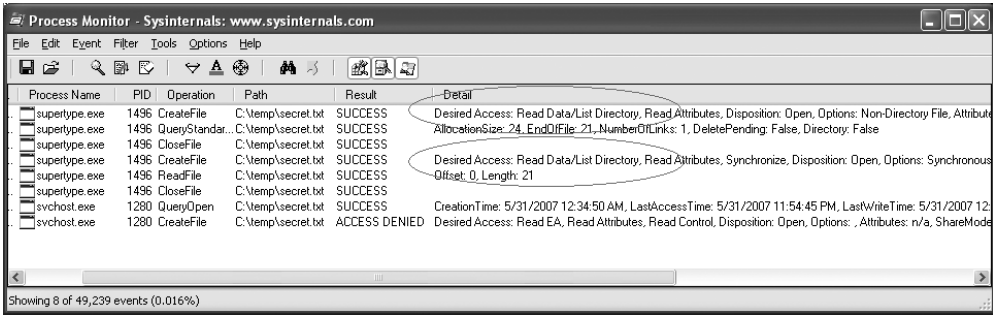 Process Monitor - Sysinternals: www.sysinternals.com
File Edit Event Filter Tools Options Help
Process Name PID Operation Path Result Detail
supertype.exe 1496 CreateFile C:\temp\secret.txt SUCCESS Desired Access: Read Data/List Directory, Read Attributes, Disposition: Open, Options: Non-Directory File, Attribute
supertype.exe 1496 QueryStandar... C:\temp\secret.txt SUCCESS AllocationSize: 24, EndOfFile: 21, NumberOfLinks: 1, DeletePending: False, Directory: False
supertype.exe 1496 CloseFile C:\temp\secret.txt SUCCESS
supertype.exe 1496 CreateFile C:\temp\secret.txt SUCCESS Desired Access: Read Data/List Directory, Read Attributes, Synchronize, Disposition: Open, Options: Synchronous
supertype.exe 1496 ReadFile C:\temp\secret.txt SUCCESS Offset: 0, Length: 21
supertype.exe 1496 CloseFile C:\temp\secret.txt SUCCESS
svchost.exe 1280 QueryOpen C:\temp\secret.txt SUCCESS CreationTime: 5/31/2007 12:34:50 AM, LastAccessTime: 5/31/2007 11:54:45 PM, LastWriteTime: 5/31/2007 12:
svchost.exe 1280 CreateFile C:\temp\secret.txt ACCESS DENIED Desired Access: Read EA, Read Attributes, Read Control, Disposition: Open, Options: , Attributes: n/a, ShareMode
Showing 8 of 49,239 events (0.016%)